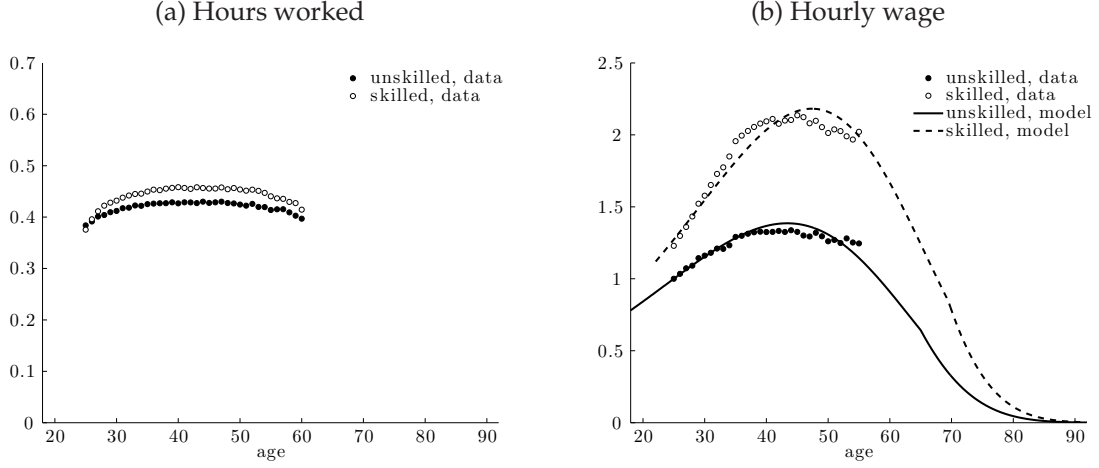 (a) Hours worked
0.7
0.6
0.5
0.4
0.3
0.2
0.1
0
20 30 40 50 60 70 80 90
age
unskilled, data
skilled, data
(b) Hourly wage
2.5
2
1.5
1
0.5
0
20 30 40 50 60 70 80 90
age
unskilled, data
skilled, data
unskilled, model
skilled, model